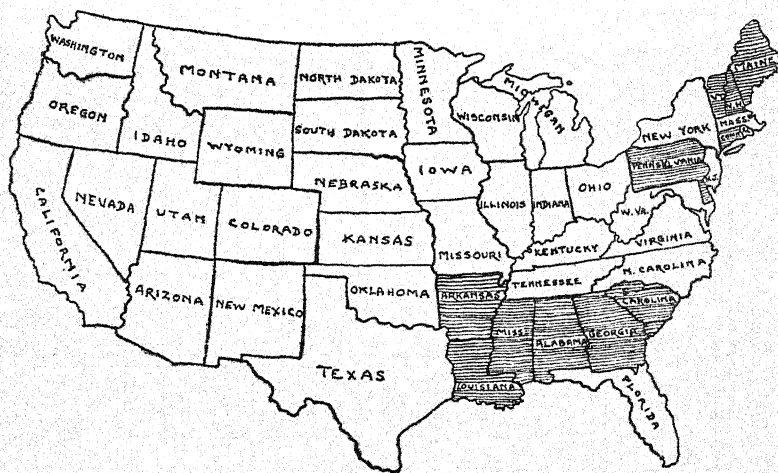 WASHINGTON
OREGON
CALIFORNIA
IDAHO
NEVADA
MONTANA
WYOMING
UTAH
ARIZONA
COLORADO
NEW MEXICO
NORTH DAKOTA
SOUTH DAKOTA
NEBRASKA
KANSAS
OKLAHOMA
TEXAS
MINNESOTA
IOWA
MISSOURI
ARKANSAS
LOUISIANA
WISCONSIN
MICHIGAN
ILLINOIS
INDIANA
OHIO
KENTUCKY
TENNESSEE
MISS.
ALABAMA
GEORGIA
FLORIDA
CAROLINA
N. CAROLINA
VIRGINIA
W. VA.
PENNSYLVANIA
N.J.
NEW YORK
VT.
N.H.
MAINE
MASS.
CONN.